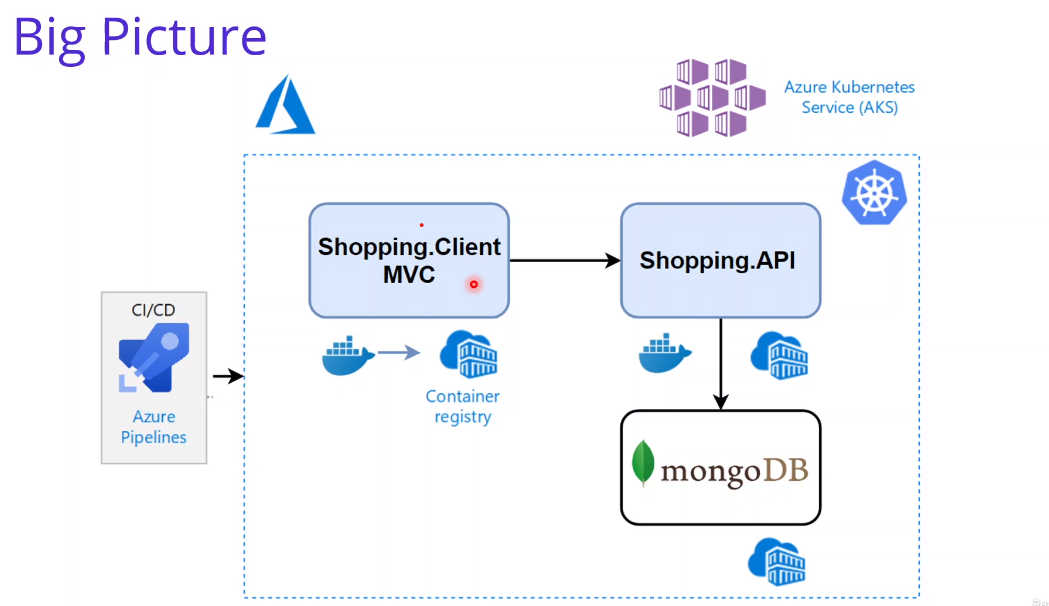 Big Picture
Azure Kubernetes
Service (AKS)
Shopping.Client
MVC
Shopping.API
CI/CD
Azure
Pipelines
Container
registry
mongoDB